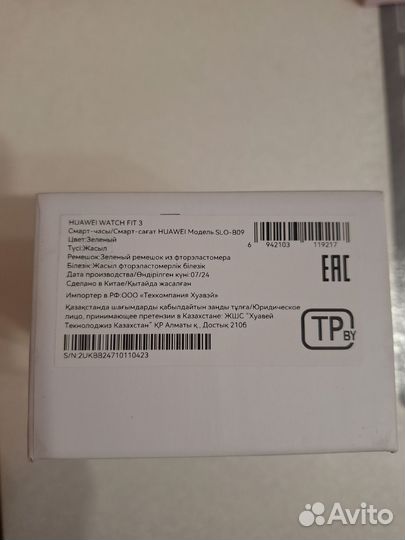 HUAWEI WATCH FIT 3
Смарт-часы/Смарт-сағат HUAWEI Модель SLO-B09
Цвет:Зеленый
Түсі:Жасыл
Ремешок:Зеленый ремешок из фторэластомера
Білезік:Жасыл фторэластомерлік білезік
Дата производства/Өндірілген күні:07/24
Сделано в Китае/Қытайда жасалған
6 942103 119217
EAC
Импортер в РФ:ООО «Техкомпания Хуавэй»
Қазақстанда шағымдарды қабылдайтын заңды тұлға/Юридическое
лицо, принимающее претензии в Казахстане: ЖШС "Хуавей
Текнолоджиз Казахстан" ҚР Алматы қ., Достық 210б
TP BY
S/N:2UKBB24710110423
Avito